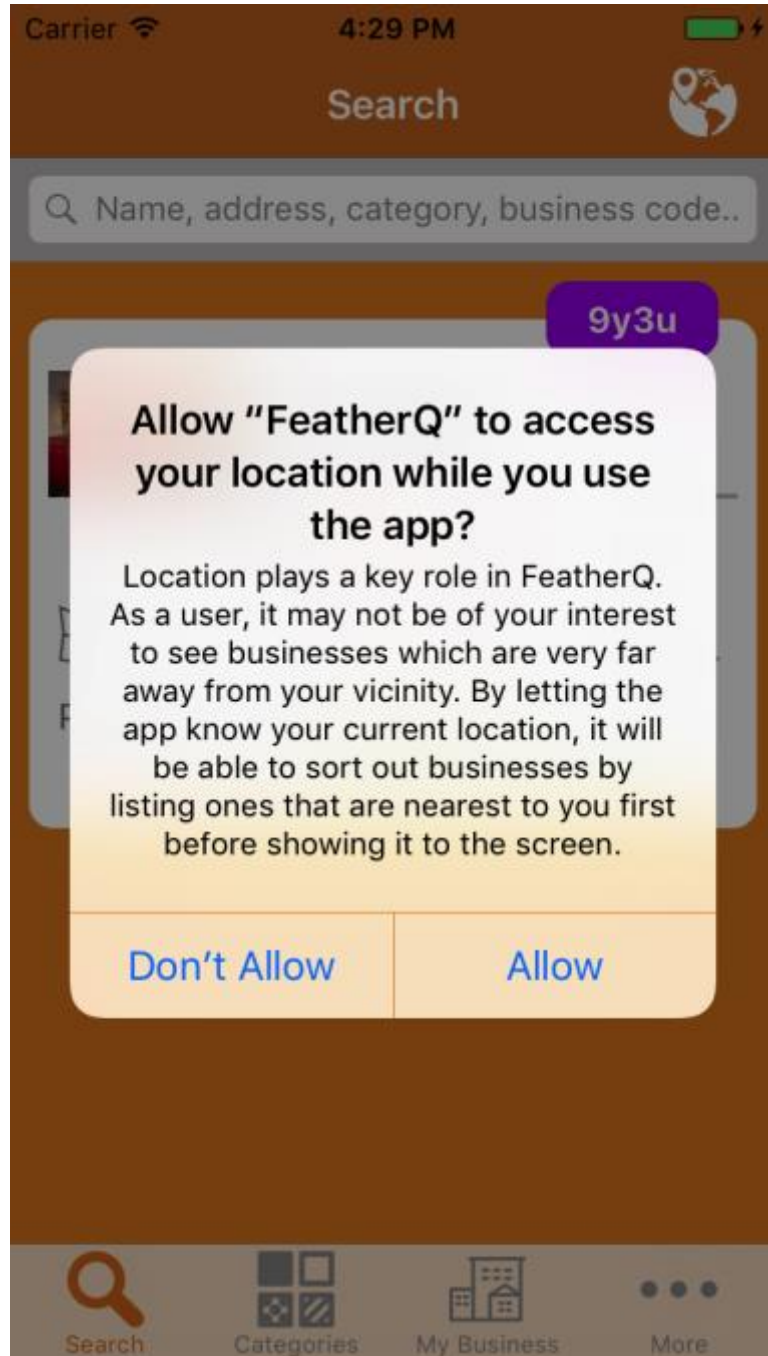 Carrier 4:29 PM
Search
Name, address, category, business code..
9y3u
Allow “FeatherQ” to access
your location while you use
the app?
Location plays a key role in FeatherQ.
As a user, it may not be of your interest
to see businesses which are very far
away from your vicinity. By letting the
app know your current location, it will
be able to sort out businesses by
listing ones that are nearest to you first
before showing it to the screen.
Don’t Allow Allow
Search Categories My Business More